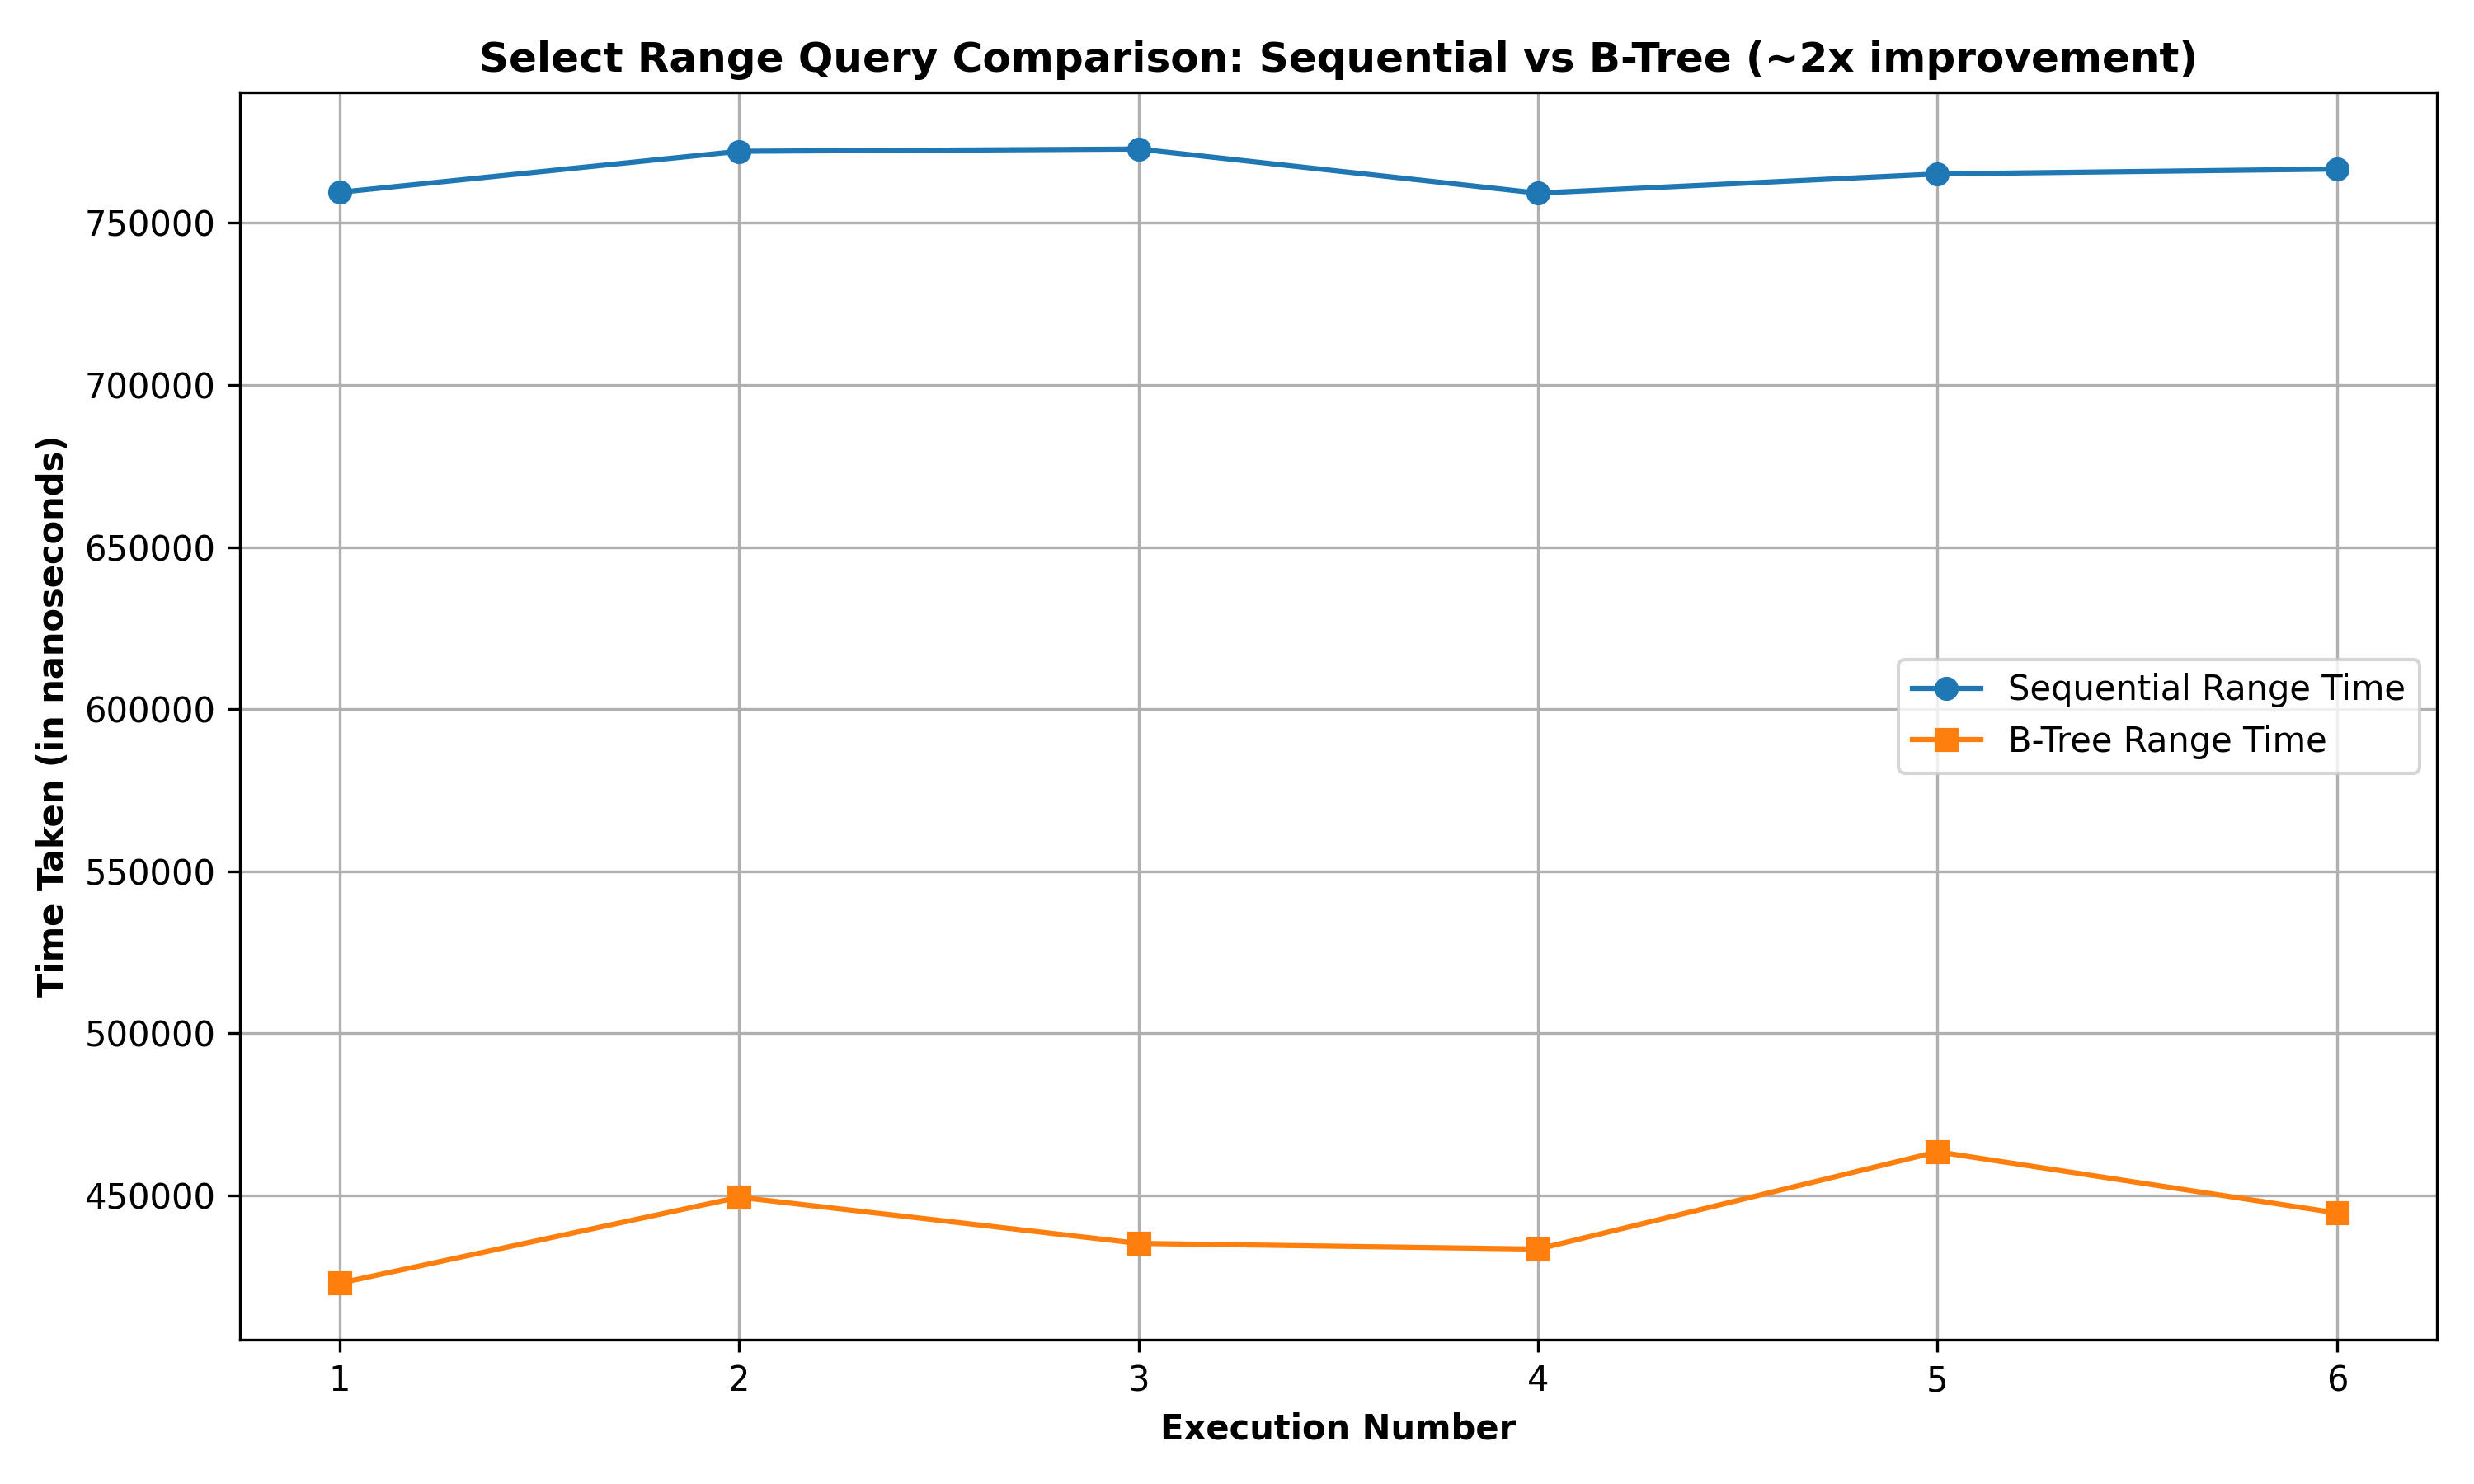 Select Range Query Comparison: Sequential vs B-Tree (~2x improvement)
Time Taken (in nanoseconds)
750000
700000
650000
600000
550000
500000
450000
Sequential Range Time
B-Tree Range Time
1 2 3 4 5 6
Execution Number